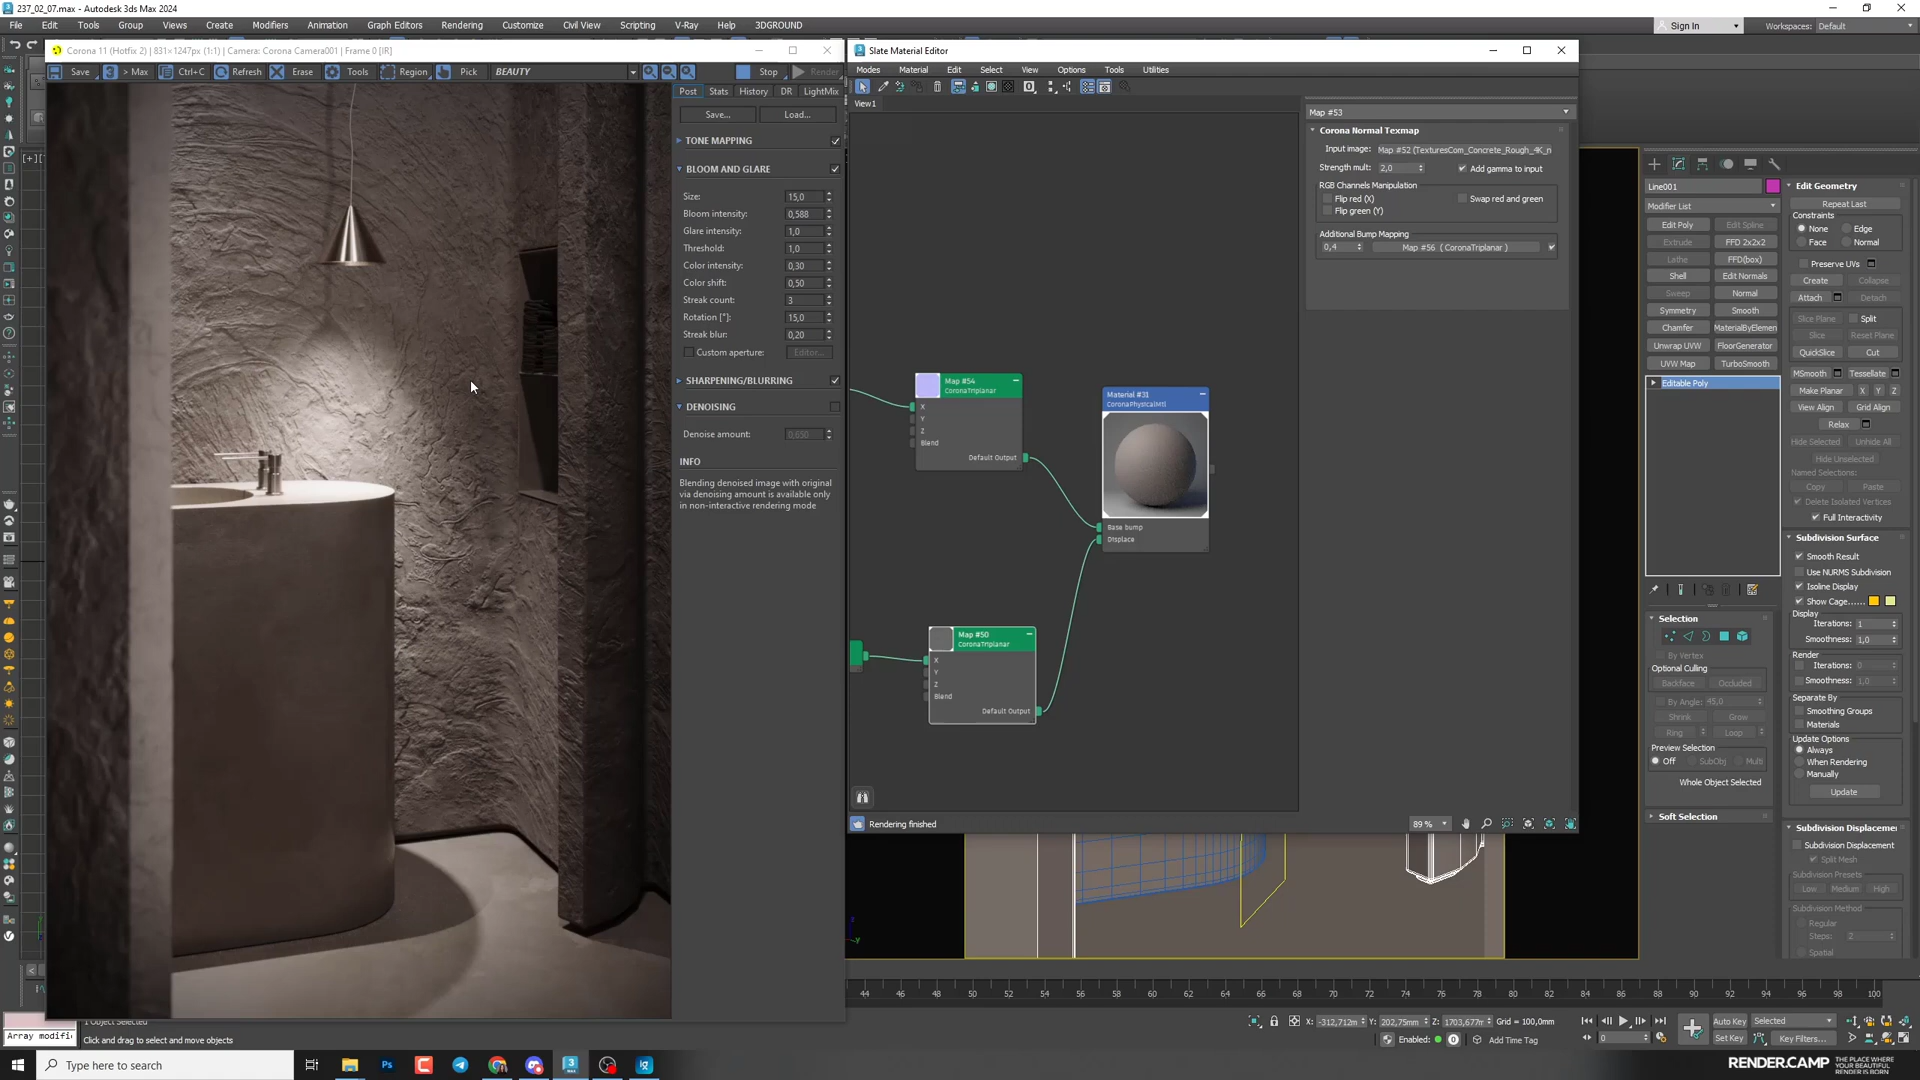 237_02_07.max - Autodesk 3ds Max 2024
File Edit Tools Group Views Create Modifiers Animation Graph Editors Rendering Customize Civil View Scripting V-Ray Help 3DGROUND
Sign In
Workspaces: Default
Corona 11 (Hotfix 2) | 831×1247px (1:1) | Camera: Corona Camera001 | Frame 0 [IR]
Save > Max Ctrl+C Refresh Erase Tools Region Pick BEAUTY Stop Render
Post Stats History DR LightMix
Save... Load...
TONE MAPPING
BLOOM AND GLARE
Size: 15,0
Bloom intensity: 0,588
Glare intensity: 1,0
Threshold: 1,0
Color intensity: 0,30
Color shift: 0,50
Streak count: 3
Rotation [°]: 15,0
Streak blur: 0,20
Custom aperture: Editor...
SHARPENING/BLURRING
DENOISING
Denoise amount: 0,650
INFO
Blending denoised image with original
via denoising amount is available only
in non-interactive rendering mode
Slate Material Editor
Modes Material Edit Select View Options Tools Utilities
View1
Map #54
CoronaTriplanar
X
Y
Z
Blend
Default Output
Material #31
CoronaPhysicalMtl
Base bump
Displace
Map #50
CoronaTriplanar
X
Y
Z
Blend
Default Output
Rendering finished
89 %
Map #53
Corona Normal Texmap
Input image: Map #52 (TexturesCom_Concrete_Rough_4K_n
Strength mult: 2,0 Add gamma to input
RGB Channels Manipulation
Flip red (X) Swap red and green
Flip green (Y)
Additional Bump Mapping
0,4 Map #56 ( CoronaTriplanar )
Line001
Modifier List
Edit Poly Edit Spline
Extrude FFD 2x2x2
Lathe FFD(box)
Shell Edit Normals
Sweep Normal
Symmetry Smooth
Chamfer MaterialByElemen
Unwrap UVW FloorGenerator
UVW Map TurboSmooth
Editable Poly
Selection
By Vertex
Optional Culling
Backface Occluded
By Angle: 45,0
Shrink Grow
Ring Loop
Preview Selection
Off SubObj Multi
Whole Object Selected
Soft Selection
Edit Geometry
Repeat Last
Constraints
None Edge
Face Normal
Preserve UVs
Create Collapse
Attach Detach
Slice Plane Split
Slice Reset Plane
QuickSlice Cut
MSmooth Tessellate
Make Planar X Y Z
View Align Grid Align
Relax
Hide Selected Unhide All
Hide Unselected
Named Selections:
Copy Paste
Delete Isolated Vertices
Full Interactivity
Subdivision Surface
Smooth Result
Use NURMS Subdivision
Isoline Display
Show Cage......
Display
Iterations: 1
Smoothness: 1,0
Render
Iterations: 0
Smoothness: 1,0
Separate By
Smoothing Groups
Materials
Update Options
Always
When Rendering
Manually
Update
Subdivision Displacemen
Subdivision Displacement
Split Mesh
Subdivision Presets
Low Medium High
Subdivision Method
Regular
Steps: 2
Spatial
44 46 48 50 52 54 56 58 60 62 64 66 68 70 72 74 76 78 80 82 84 86 88 90 92 94 96 98 100
1 Object Selected
Array modifi
Click and drag to select and move objects
X: -312,712m Y: 202,75mm Z: 1703,677m Grid = 100,0mm
Enabled: Add Time Tag
Auto Key Selected
Set Key Key Filters...
0
Type here to search
RENDER.CAMP THE PLACE WHERE YOUR BEAUTIFUL RENDER IS BORN